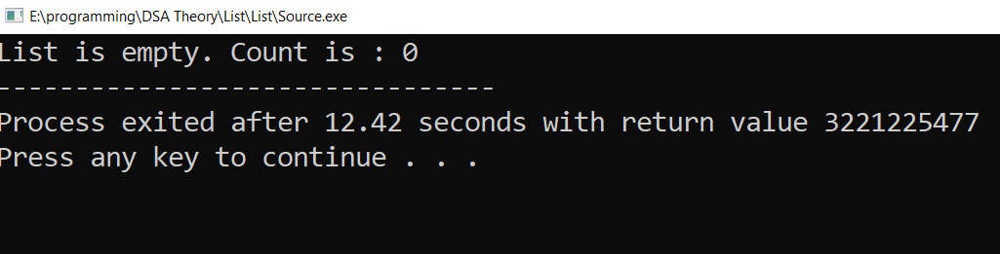 E:\programming\DSA Theory\List\List\Source.exe
List is empty. Count is : 0
--------------------------------
Process exited after 12.42 seconds with return value 3221225477
Press any key to continue . . .